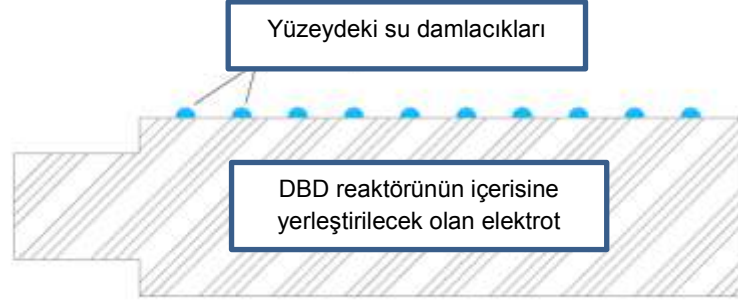 Yüzeydeki su damlacıkları
DBD reaktörünün içerisine
yerleştirilecek olan elektrot